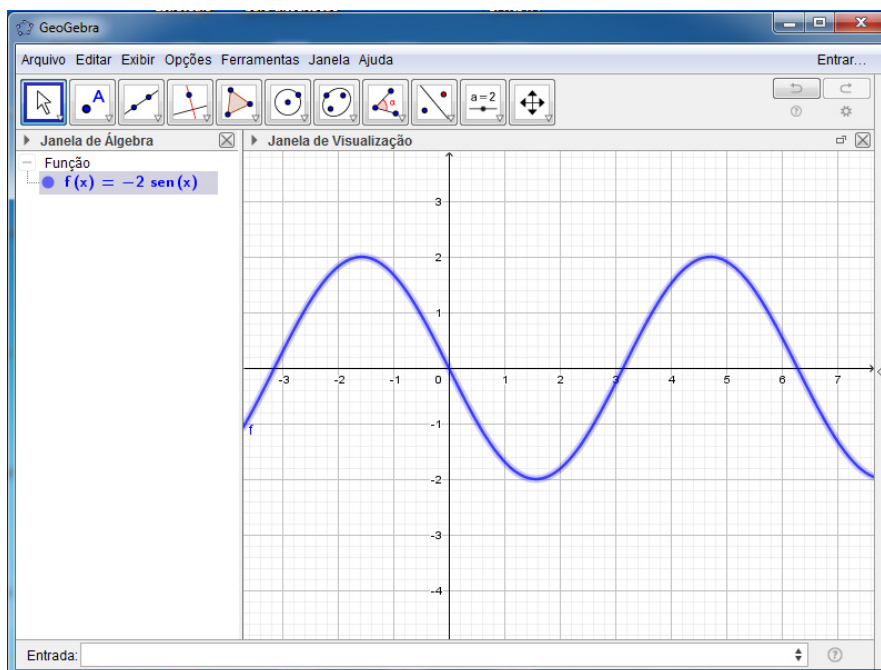 GeoGebra
Arquivo Editar Exibir Opções Ferramentas Janela Ajuda Entrar...
A α a = 2
Janela de Álgebra
Janela de Visualização
Função
f(x) = −2 sen(x)
3
2
1
-3 -2 -1 0 1 2 3 4 5 6 7
-1
-2
-3
-4
f
Entrada: